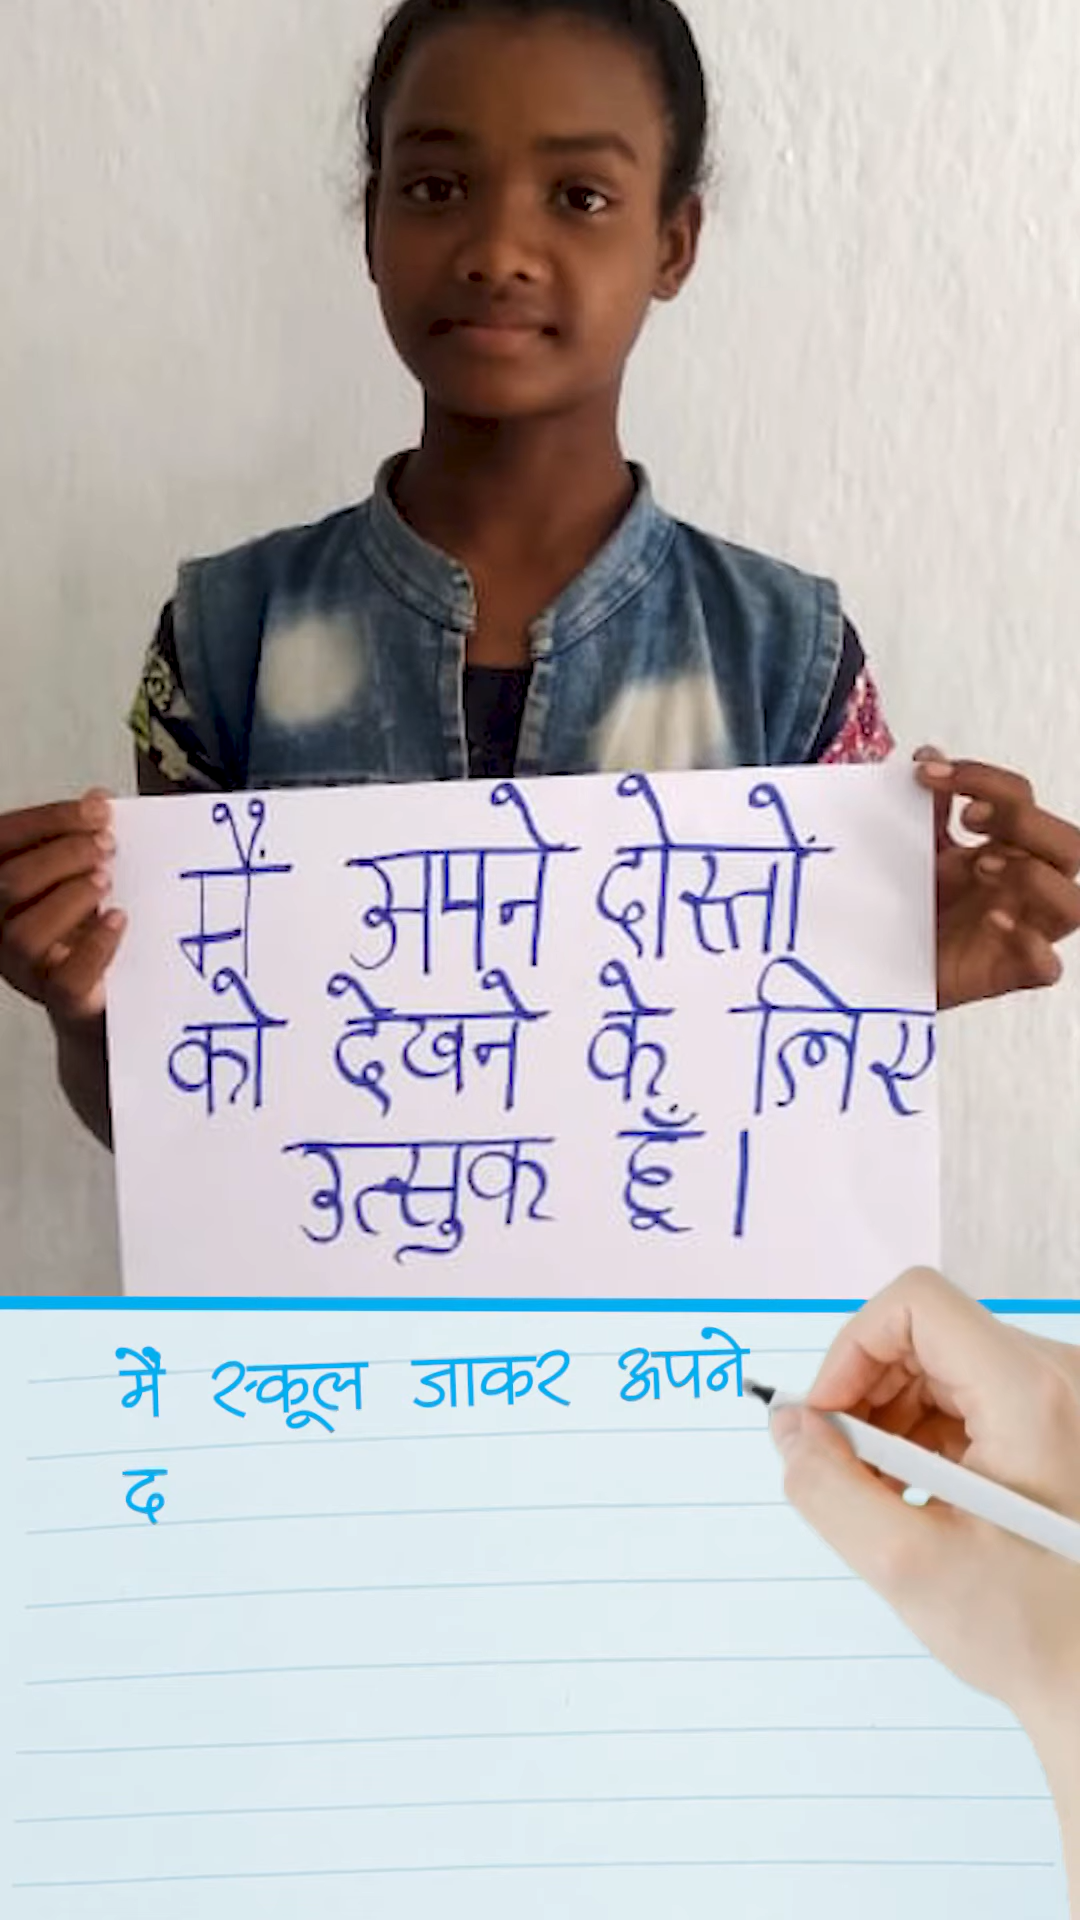 मैं अपने दोस्तों
को देखने के लिए
उत्सुक हूँ।
मैं स्कूल जाकर अपने
द